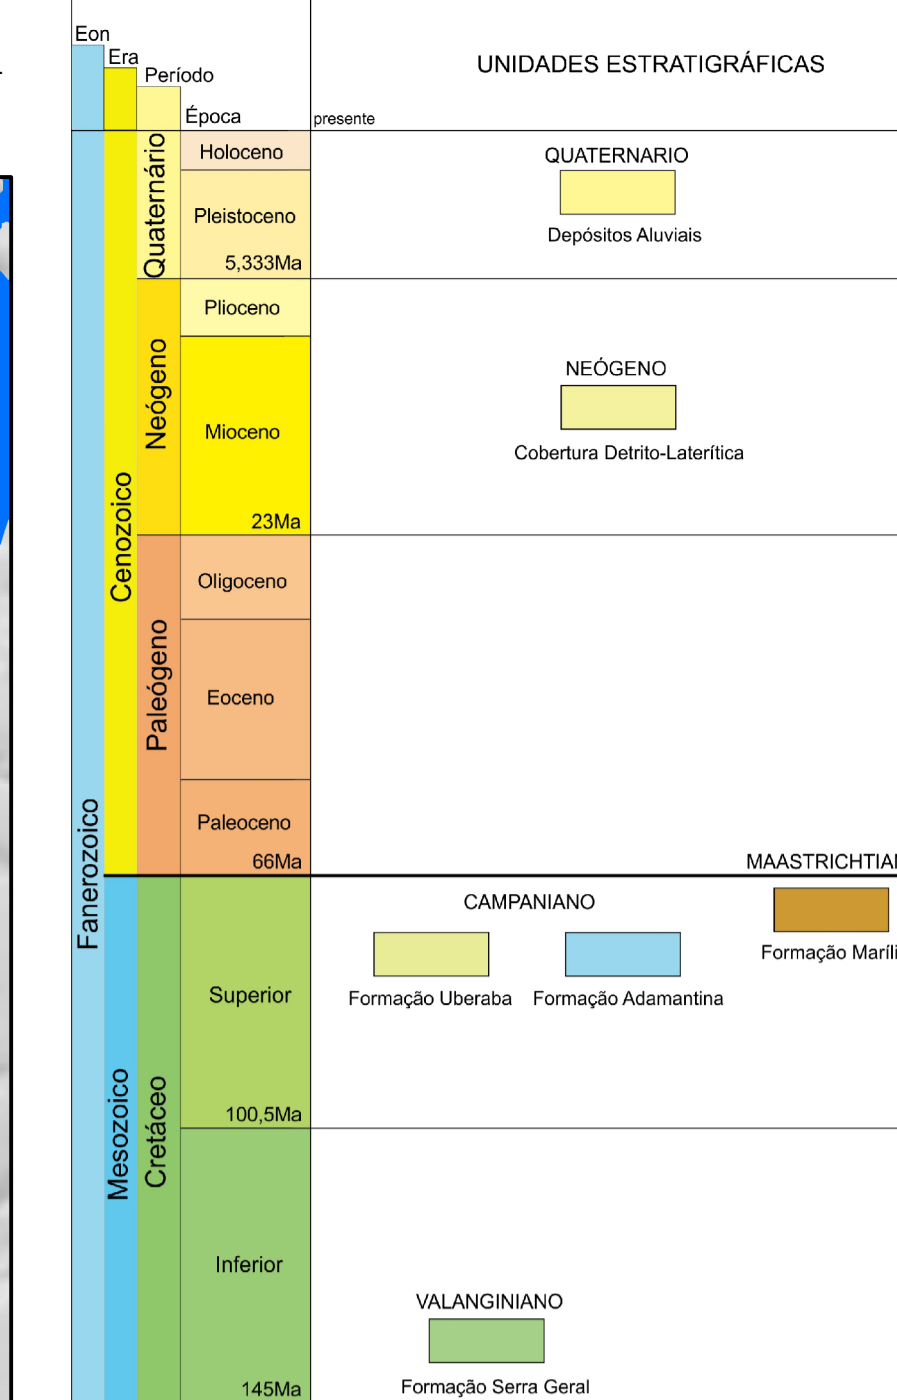 Eon
Era
Período
Época
UNIDADES ESTRATIGRÁFICAS
presente
Fanerozoico
Cenozoico
Quaternário
Holoceno
Pleistoceno
5,333Ma
QUATERNARIO
Depósitos Aluviais
Neógeno
Plioceno
Mioceno
23Ma
NEÓGENO
Cobertura Detrito-Laterítica
Paleógeno
Oligoceno
Eoceno
Paleoceno
66Ma
MAASTRICHTIA
Mesozoico
Cretáceo
Superior
100,5Ma
CAMPANIANO
Formação Uberaba
Formação Adamantina
Formação Maríli
Inferior
145Ma
VALANGINIANO
Formação Serra Geral